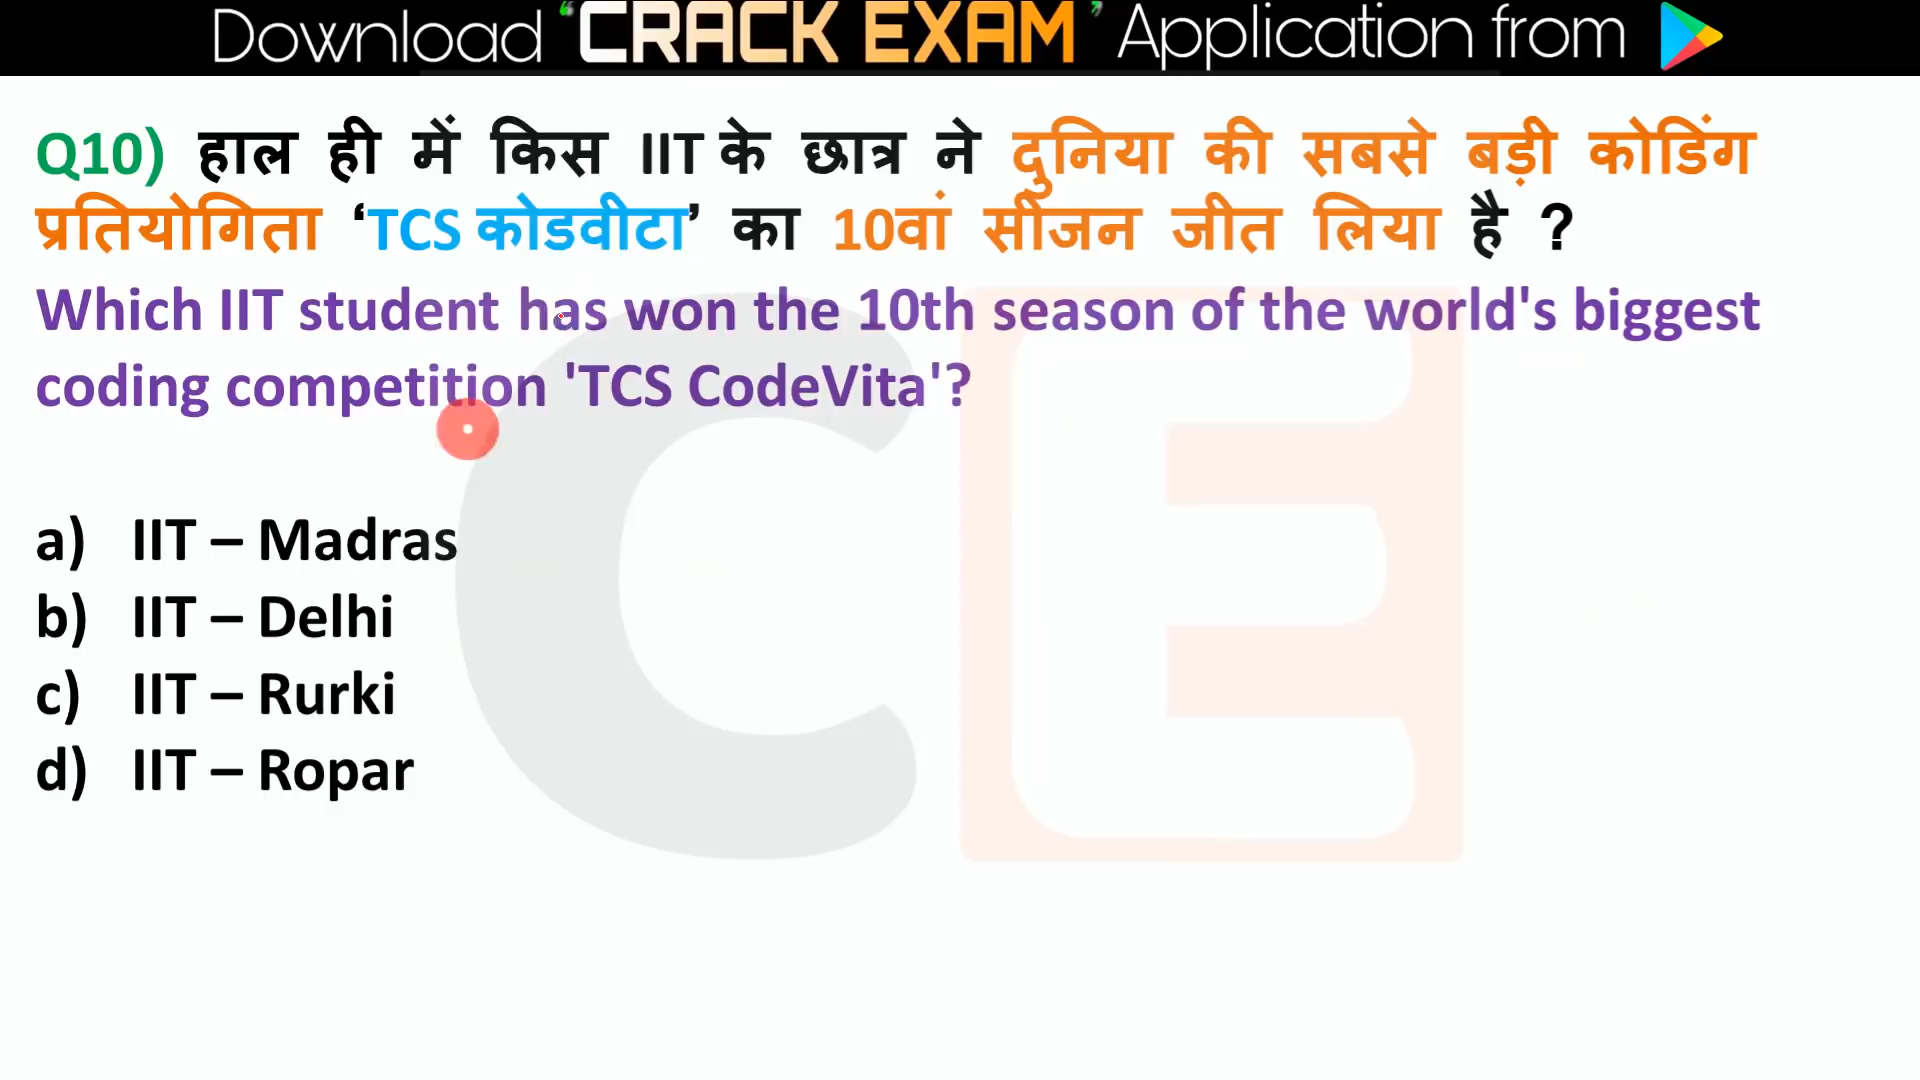 Download ‘CRACK EXAM’ Application from
Q10) हाल ही में किस IIT के छात्र ने दुनिया की सबसे बड़ी कोडिंग
प्रतियोगिता ‘TCS कोडवीटा’ का 10वां सीजन जीत लिया है ?
Which IIT student has won the 10th season of the world's biggest
coding competition 'TCS CodeVita'?
a) IIT – Madras
b) IIT – Delhi
c) IIT – Rurki
d) IIT – Ropar
CE